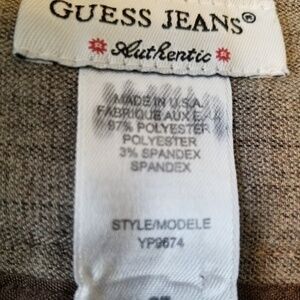 GUESS JEANS®
Authentic
MADE IN U.S.A.
FABRIQUE AUX E.-U.
97% POLYESTER
POLYESTER
3% SPANDEX
SPANDEX
STYLE/MODELE
YP9674